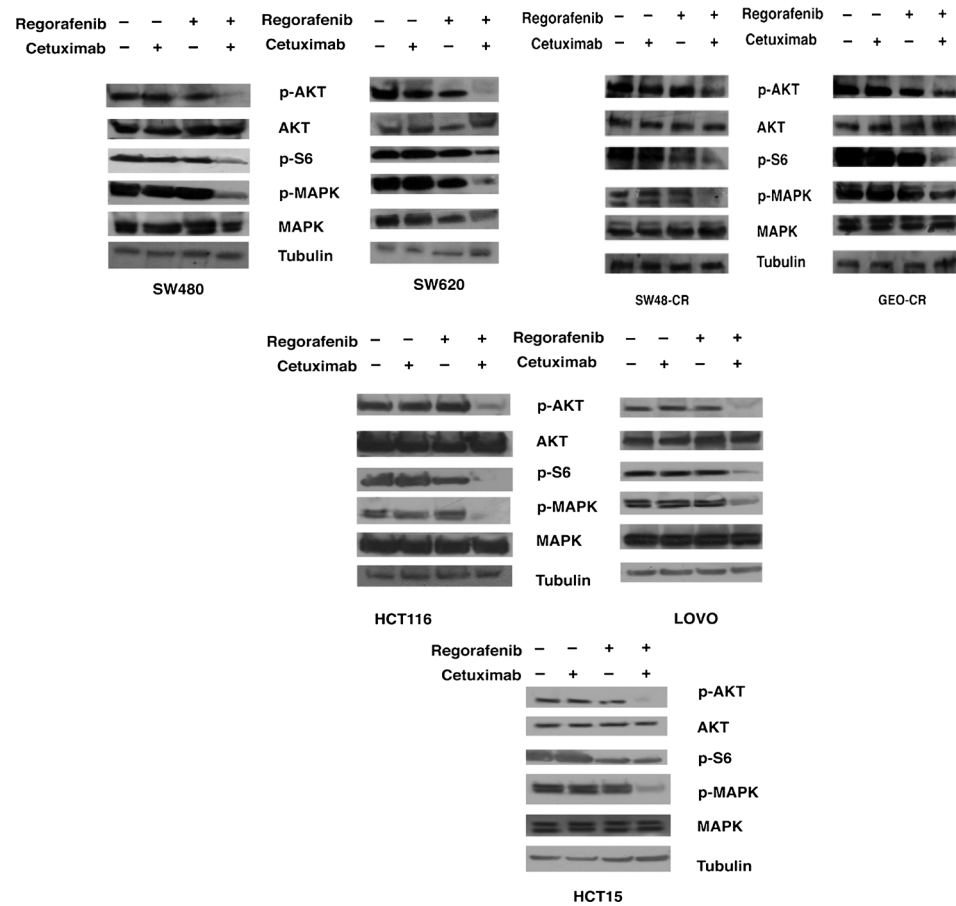 Regorafenib − − + +
Cetuximab − + − +
p-AKT
AKT
p-S6
p-MAPK
MAPK
Tubulin
SW480
Regorafenib − − + +
Cetuximab − + − +
SW620
Regorafenib − − + +
Cetuximab − + − +
p-AKT
AKT
p-S6
p-MAPK
MAPK
Tubulin
SW48-CR
Regorafenib − − + +
Cetuximab − + − +
GEO-CR
Regorafenib − − + +
Cetuximab − + − +
p-AKT
AKT
p-S6
p-MAPK
MAPK
Tubulin
HCT116
Regorafenib − − + +
Cetuximab − + − +
LOVO
Regorafenib − − + +
Cetuximab − + − +
p-AKT
AKT
p-S6
p-MAPK
MAPK
Tubulin
HCT15